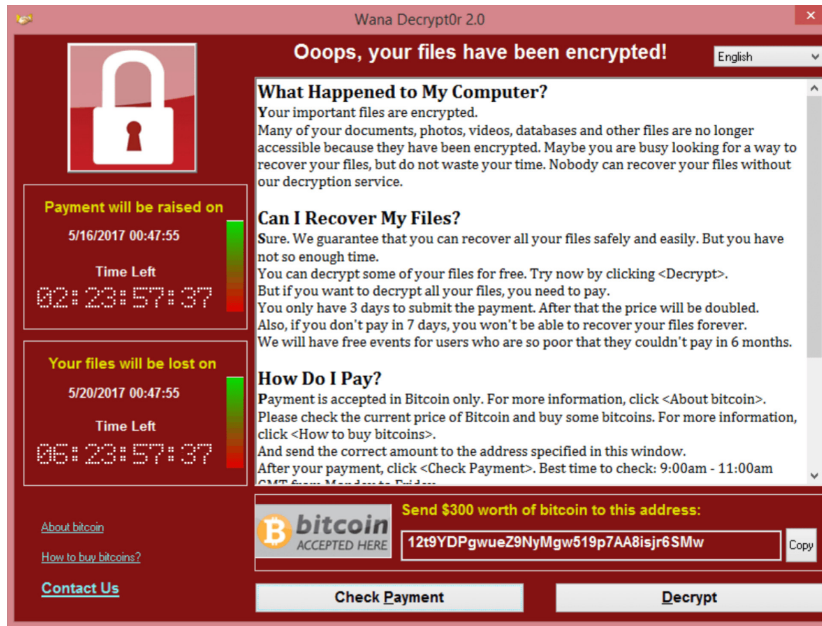 Wana Decrypt0r 2.0
Ooops, your files have been encrypted!
English
What Happened to My Computer?
Your important files are encrypted.
Many of your documents, photos, videos, databases and other files are no longer
accessible because they have been encrypted. Maybe you are busy looking for a way to
recover your files, but do not waste your time. Nobody can recover your files without
our decryption service.
Can I Recover My Files?
Sure. We guarantee that you can recover all your files safely and easily. But you have
not so enough time.
You can decrypt some of your files for free. Try now by clicking <Decrypt>.
But if you want to decrypt all your files, you need to pay.
You only have 3 days to submit the payment. After that the price will be doubled.
Also, if you don't pay in 7 days, you won't be able to recover your files forever.
We will have free events for users who are so poor that they couldn't pay in 6 months.
How Do I Pay?
Payment is accepted in Bitcoin only. For more information, click <About bitcoin>.
Please check the current price of Bitcoin and buy some bitcoins. For more information,
click <How to buy bitcoins>.
And send the correct amount to the address specified in this window.
After your payment, click <Check Payment>. Best time to check: 9:00am - 11:00am
GMT from Monday to Friday
Payment will be raised on
5/16/2017 00:47:55
Time Left
02:23:57:37
Your files will be lost on
5/20/2017 00:47:55
Time Left
06:23:57:37
About bitcoin
How to buy bitcoins?
Contact Us
bitcoin
ACCEPTED HERE
Send $300 worth of bitcoin to this address:
12t9YDPgwueZ9NyMgw519p7AA8isjr6SMw
Copy
Check Payment
Decrypt